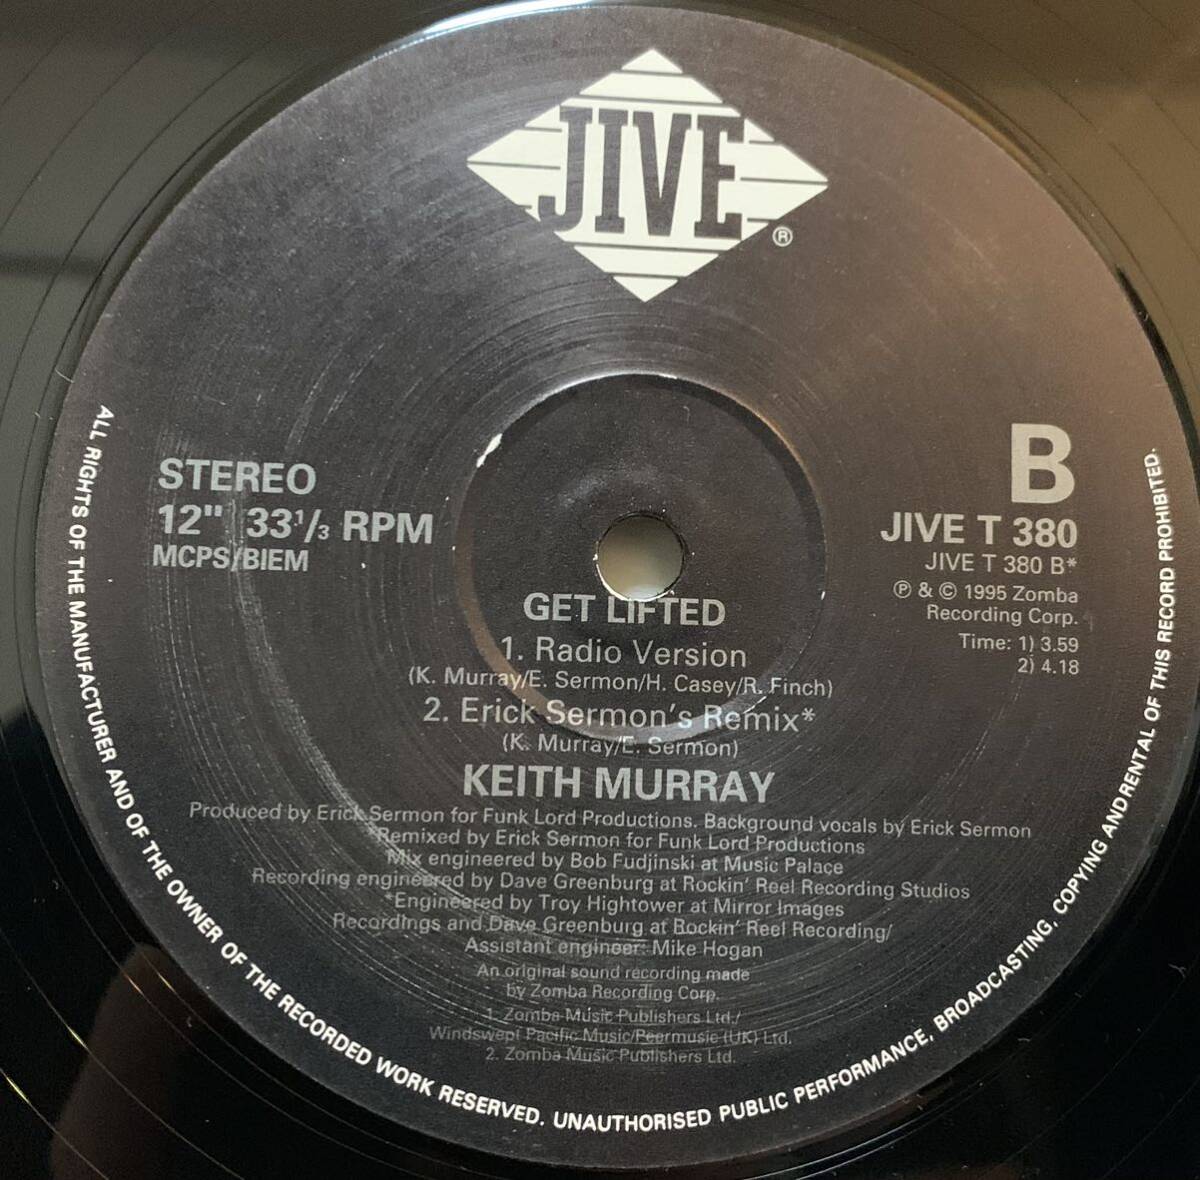 JIVE
®
STEREO
12" 33⅓ RPM
MCPS/BIEM
B
JIVE T 380
JIVE T 380 B*
℗ & © 1995 Zomba
Recording Corp.
Time: 1) 3.59
2) 4.18
GET LIFTED
1. Radio Version
(K. Murray/E. Sermon/H. Casey/R. Finch)
2. Erick Sermon's Remix*
(K. Murray/E. Sermon)
KEITH MURRAY
Produced by Erick Sermon for Funk Lord Productions. Background vocals by Erick Sermon
*Remixed by Erick Sermon for Funk Lord Productions
Mix engineered by Bob Fudjinski at Music Palace
Recording engineered by Dave Greenburg at Rockin' Reel Recording Studios
*Engineered by Troy Hightower at Mirror Images
Recordings and Dave Greenburg at Rockin' Reel Recording/
Assistant engineer: Mike Hogan
An original sound recording made
by Zomba Recording Corp.
1. Zomba Music Publishers Ltd./
Windswept Pacific Music/Peermusic (UK) Ltd.
2. Zomba Music Publishers Ltd.
ALL RIGHTS OF THE MANUFACTURER AND OF THE OWNER OF THE RECORDED WORK RESERVED. UNAUTHORISED PUBLIC PERFORMANCE, BROADCASTING, COPYING AND RENTAL OF THIS RECORD PROHIBITED.